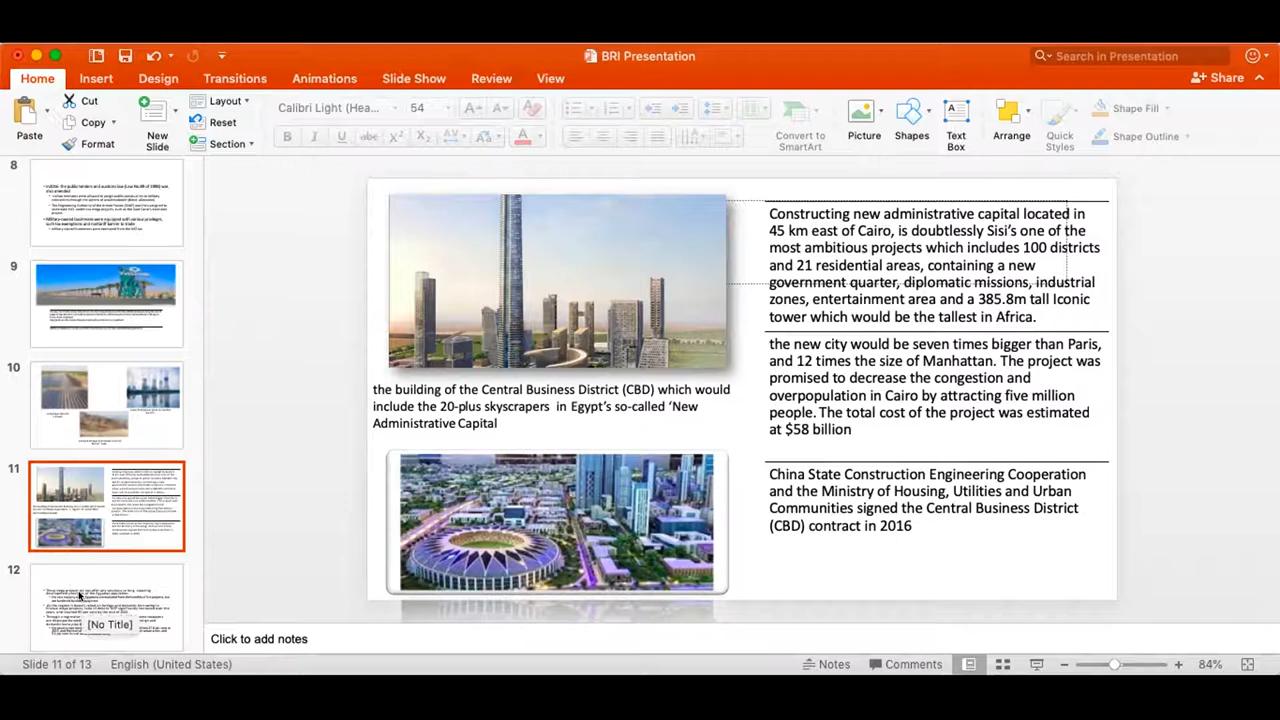 BRI Presentation
Search in Presentation
Home
Insert
Design
Transitions
Animations
Slide Show
Review
View
Share
Paste
Cut
Copy
Format
New
Slide
Layout
Reset
Section
Calibri Light (Hea...
54
Convert to
SmartArt
Picture
Shapes
Text
Box
Arrange
Quick
Styles
Shape Fill
Shape Outline
8
9
10
11
12
[No Title]
the building of the Central Business District (CBD) which would
include the 20-plus skyscrapers in Egypt's so-called ‘New
Administrative Capital
Constructing new administrative capital located in
45 km east of Cairo, is doubtlessly Sisi's one of the
most ambitious projects which includes 100 districts
and 21 residential areas, containing a new
government quarter, diplomatic missions, industrial
zones, entertainment area and a 385.8m tall Iconic
tower which would be the tallest in Africa.
the new city would be seven times bigger than Paris,
and 12 times the size of Manhattan. The project was
promised to decrease the congestion and
overpopulation in Cairo by attracting five million
people. The total cost of the project was estimated
at $58 billion
China State Construction Engineering Cooperation
and the Ministry of Housing, Utilities and Urban
Communities signed the Central Business District
(CBD) contract in 2016
Click to add notes
Slide 11 of 13
English (United States)
Notes
Comments
84%